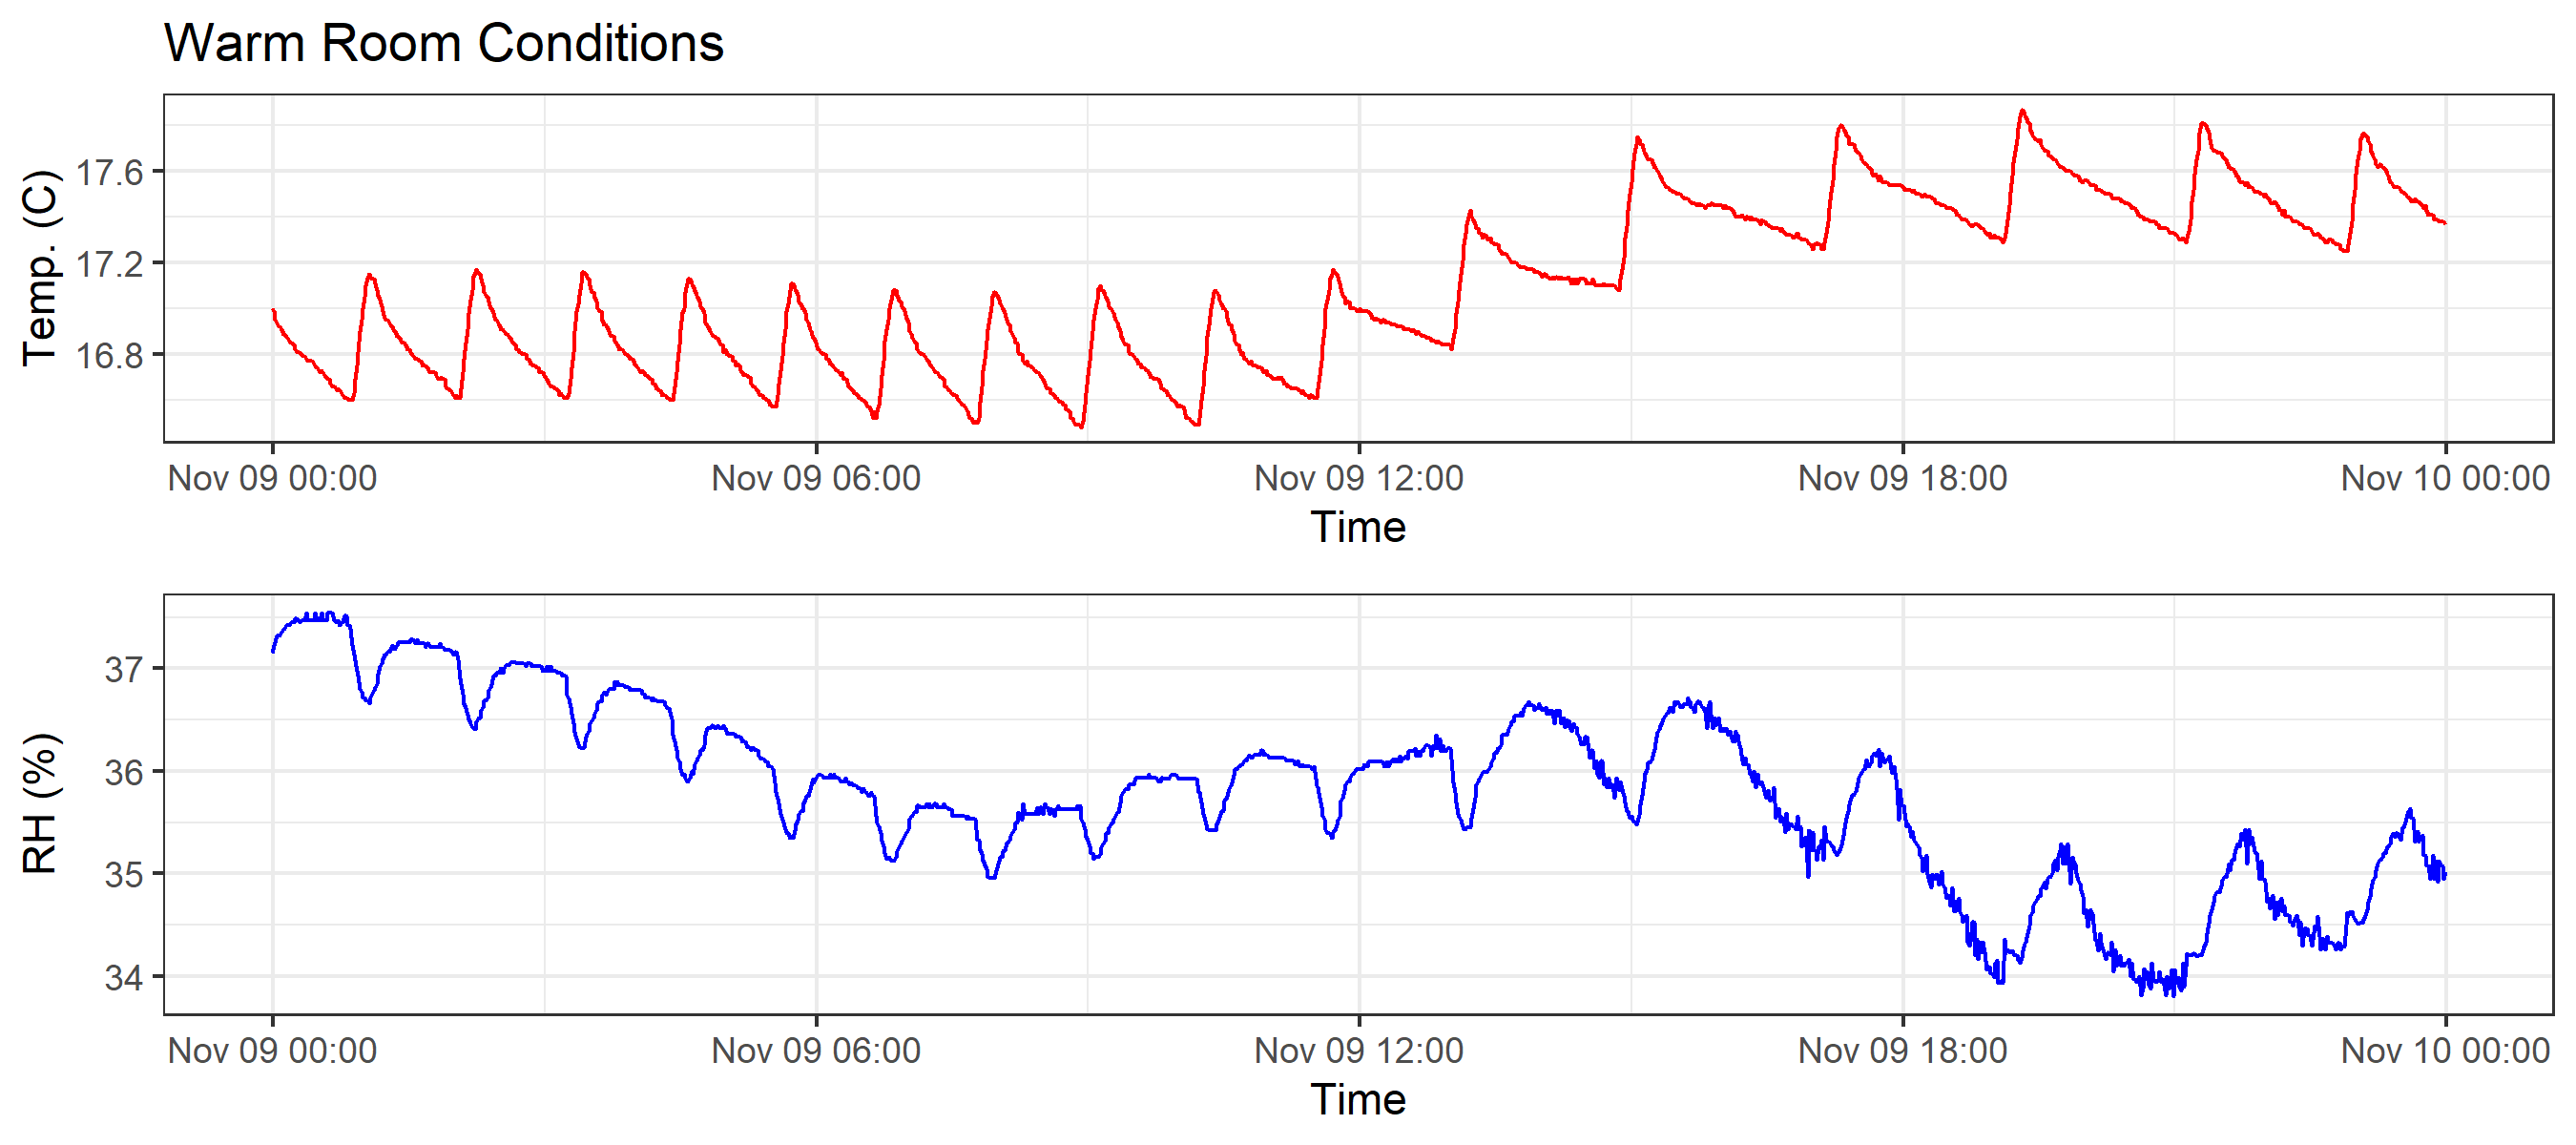 Warm Room Conditions
Temp. (C)
17.6
17.2
16.8
Nov 09 00:00 Nov 09 06:00 Nov 09 12:00 Nov 09 18:00 Nov 10 00:00
Time
RH (%)
37
36
35
34
Nov 09 00:00 Nov 09 06:00 Nov 09 12:00 Nov 09 18:00 Nov 10 00:00
Time